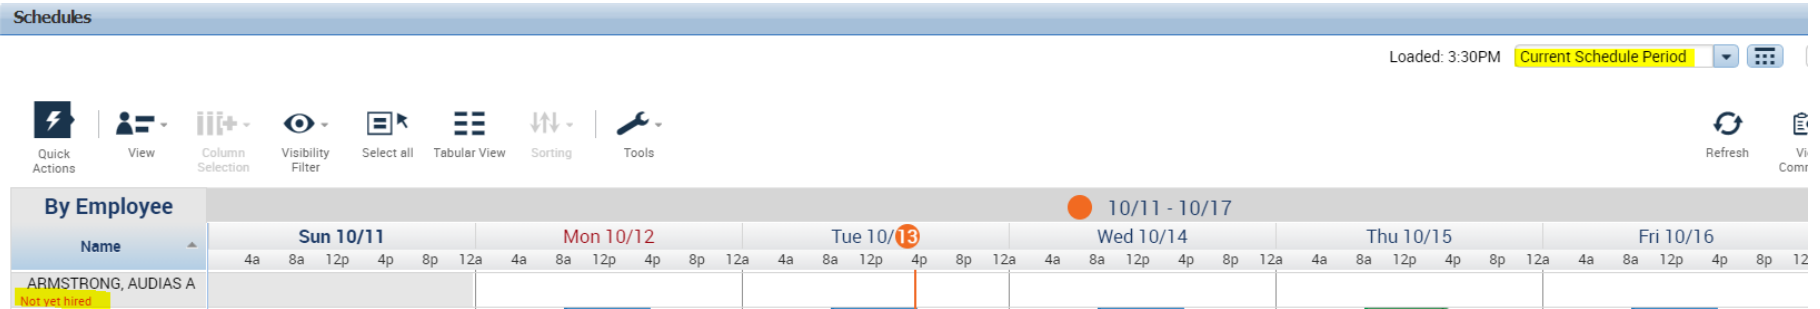 Schedules
Loaded: 3:30PM Current Schedule Period
Quick Actions
View
Column Selection
Visibility Filter
Select all
Tabular View
Sorting
Tools
Refresh
By Employee
10/11 - 10/17
Name
Sun 10/11 Mon 10/12 Tue 10/13 Wed 10/14 Thu 10/15 Fri 10/16
4a 8a 12p 4p 8p 12a 4a 8a 12p 4p 8p 12a 4a 8a 12p 4p 8p 12a 4a 8a 12p 4p 8p 12a 4a 8a 12p 4p 8p 12a 4a 8a 12p 4p 8p 12
ARMSTRONG, AUDIAS A
Not yet hired